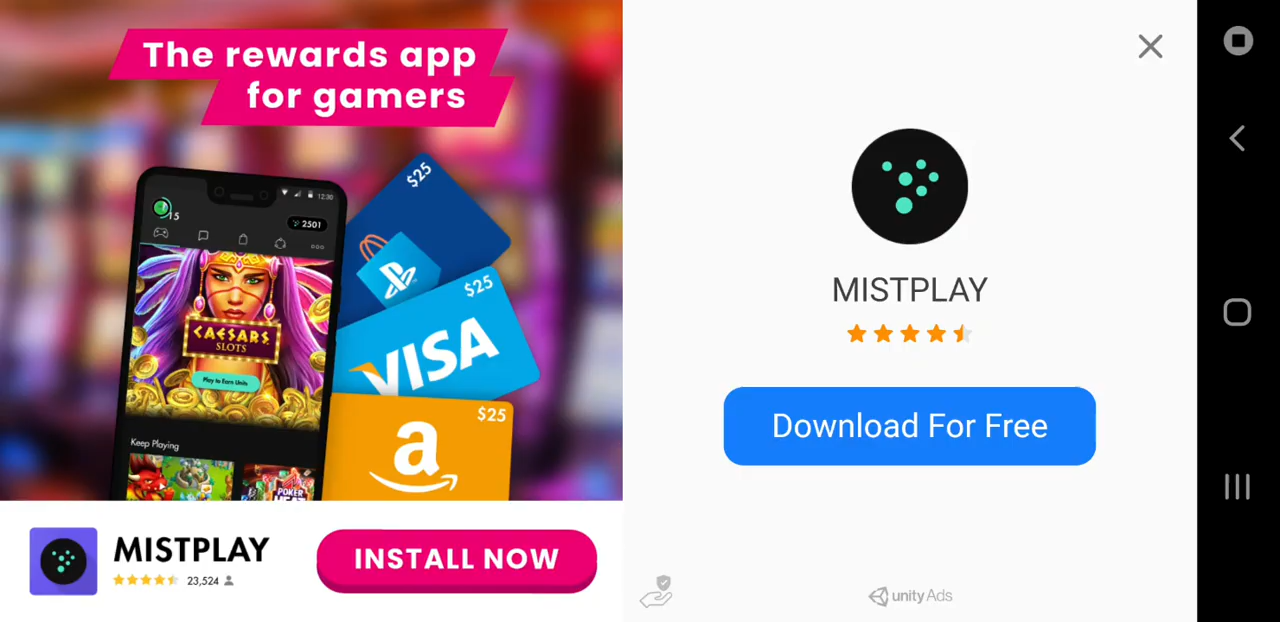 The rewards app
for gamers
$25
12:30
15
2501
$25
VISA
CAESARS
SLOTS
Play to Earn Units
$25
a
Keep Playing
POKER
HEAT
MISTPLAY
23,524
INSTALL NOW
MISTPLAY
Download For Free
unity Ads